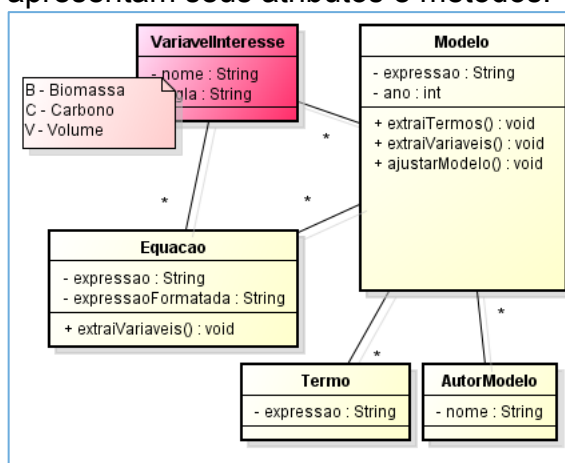 apresentam seus atributos e métodos.
VariavelInteresse
- nome : String
gla : String
B - Biomassa
C - Carbono
V - Volume
Modelo
- expressao : String
- ano : int
+ extraiTermos() : void
+ extraiVariaveis() : void
+ ajustarModelo() : void
*
*
*
*
*
Equacao
- expressao : String
- expressaoFormatada : String
+ extraiVariaveis() : void
Termo
- expressao : String
AutorModelo
- nome : String